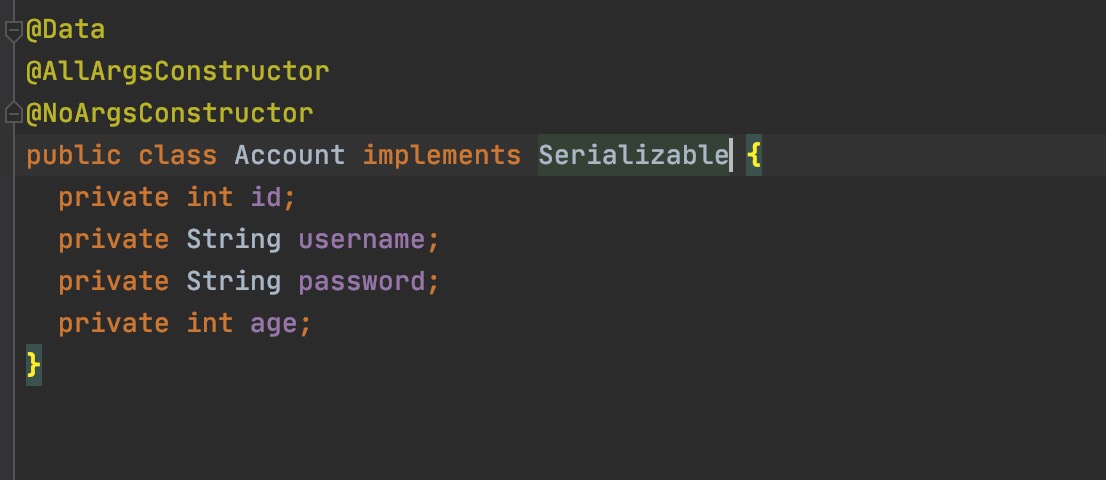 @Data
@AllArgsConstructor
@NoArgsConstructor
public class Account implements Serializable {
  private int id;
  private String username;
  private String password;
  private int age;
}